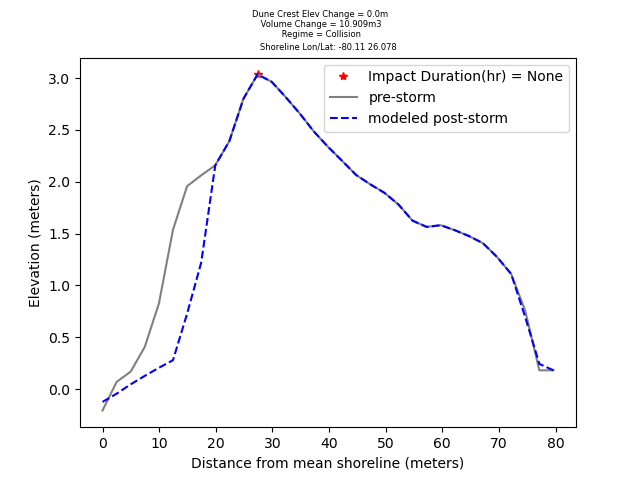 Dune Crest Elev Change = 0.0m
Volume Change = 10.909m3
Regime = Collision
Shoreline Lon/Lat: -80.11 26.078
Impact Duration(hr) = None
pre-storm
modeled post-storm
3.0
2.5
2.0
1.5
1.0
0.5
0.0
Elevation (meters)
0 10 20 30 40 50 60 70 80
Distance from mean shoreline (meters)